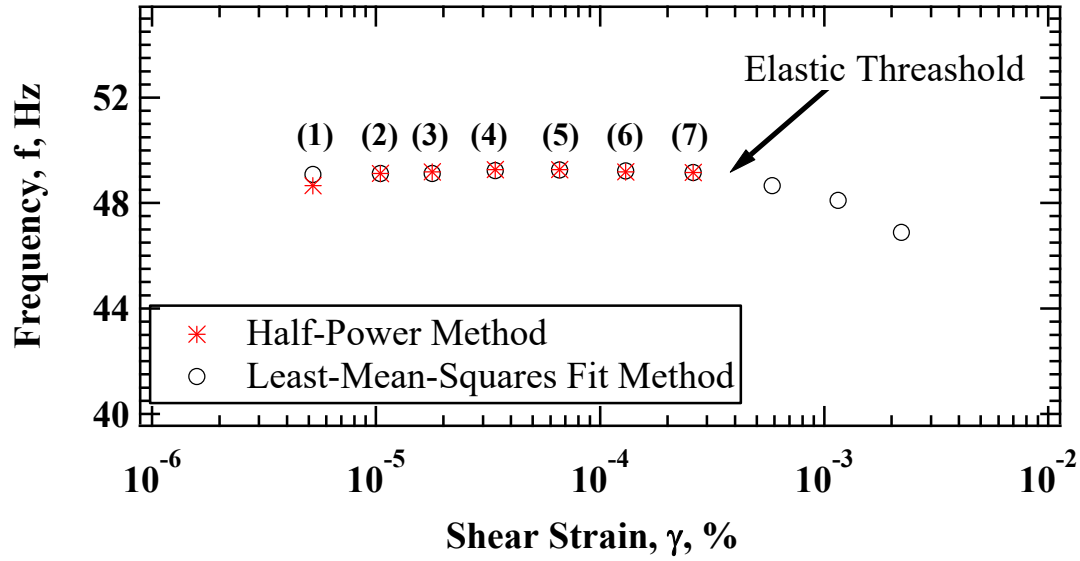 Elastic Threashold
52
(1) (2) (3) (4) (5) (6) (7)
48
Frequency, f, Hz
44
Half-Power Method
Least-Mean-Squares Fit Method
40
10⁻⁶ 10⁻⁵ 10⁻⁴ 10⁻³ 10⁻²
Shear Strain, γ, %